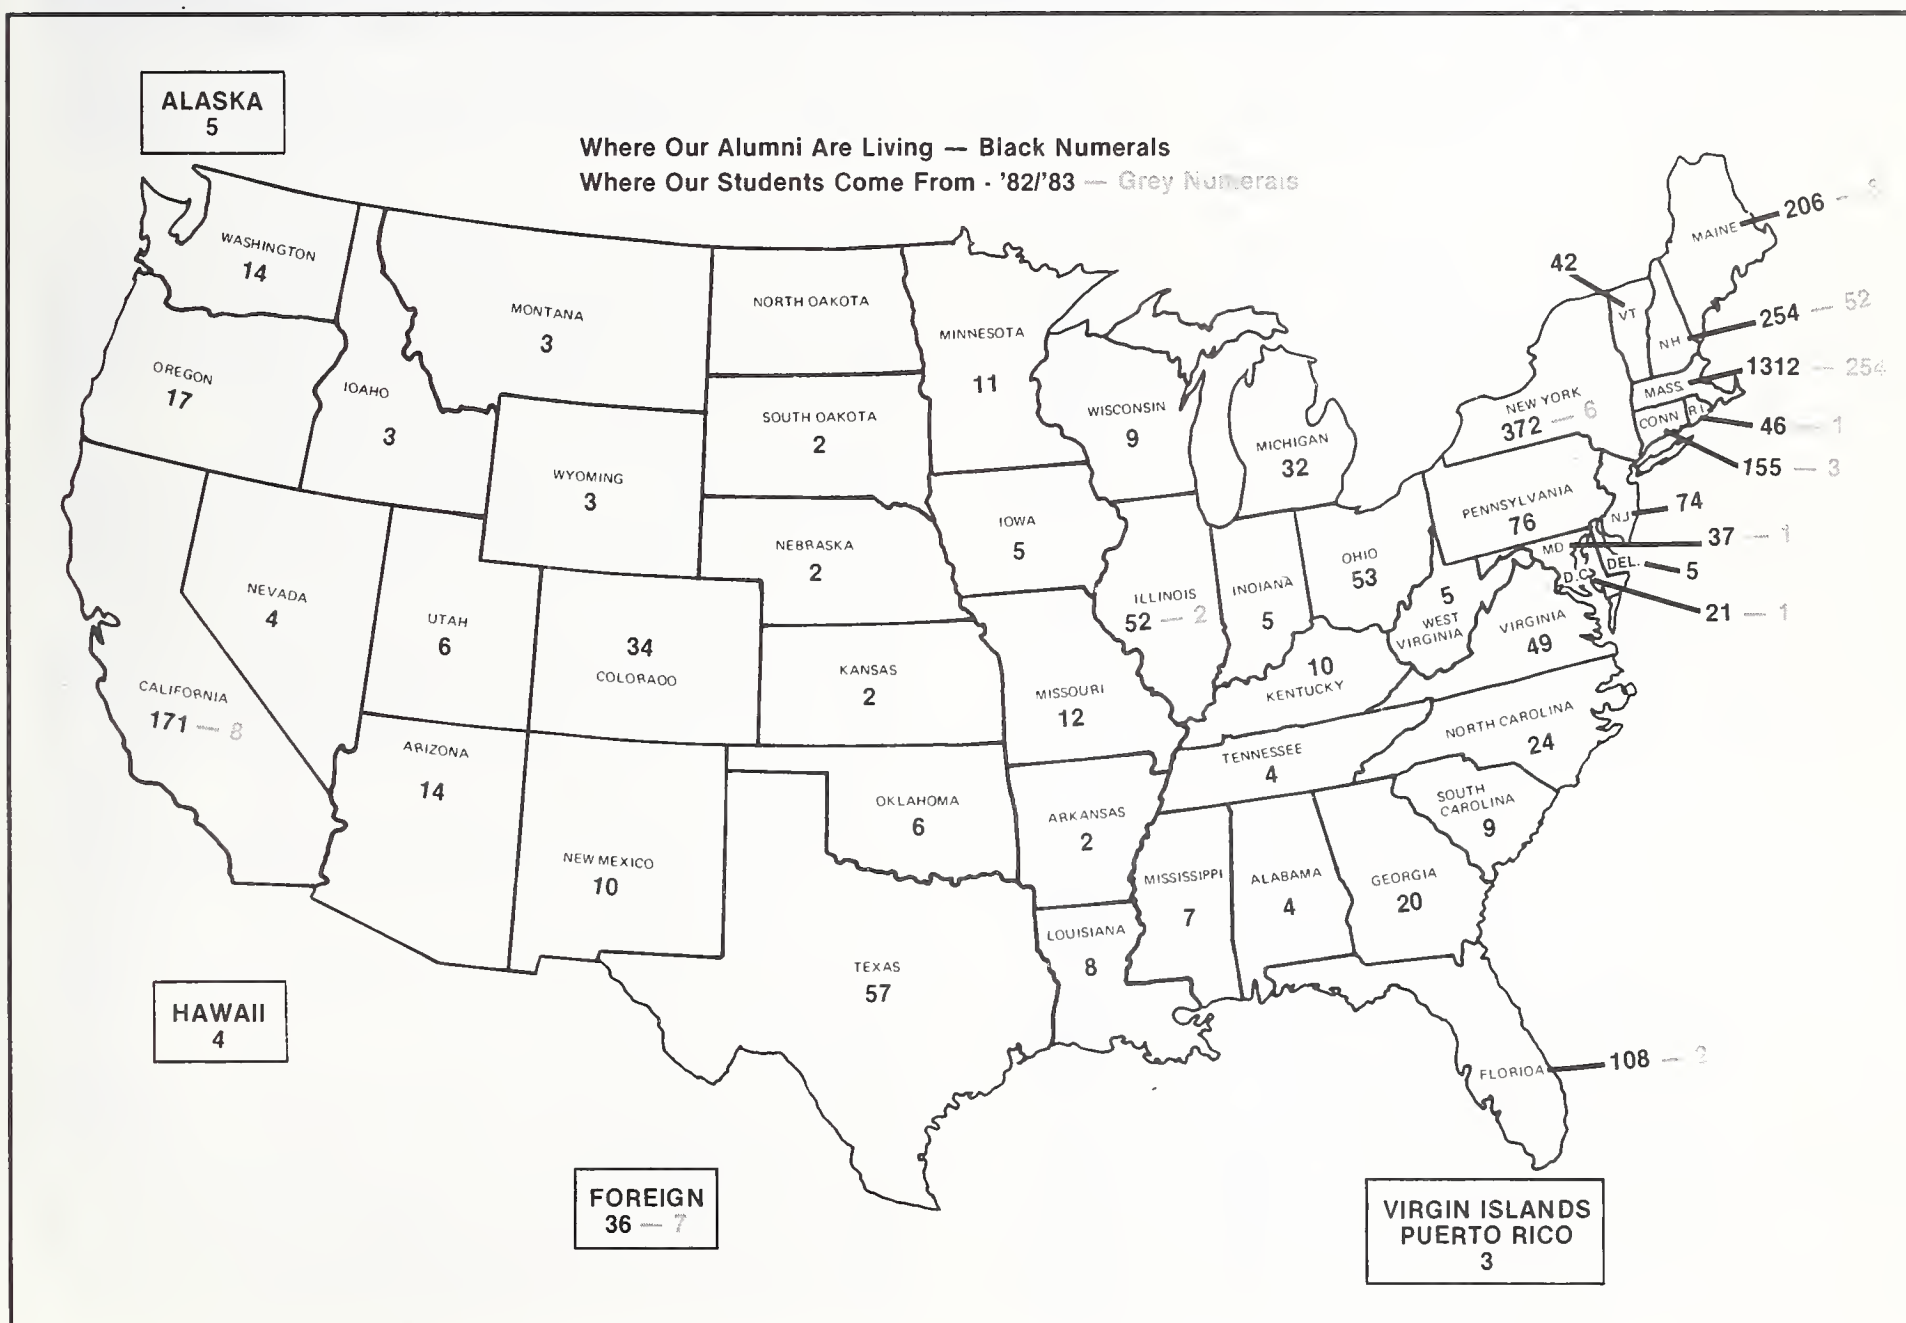 ALASKA
5
Where Our Alumni Are Living — Black Numerals
Where Our Students Come From - '82/'83 — Grey Numerals
WASHINGTON
14
MONTANA
3
NORTH OAKOTA
MINNESOTA
11
MAINE
206 —
42
VT
NH
254 — 52
OREGON
17
IOAHO
3
SOUTH OAKOTA
2
WISCONSIN
9
MICHIGAN
32
NEW YORK
372 — 6
MASS.
1312 — 254
CONN
R I
46 — 1
155 — 3
WYOMING
3
IOWA
5
PENNSYLVANIA
76
NJ
74
NEBRASKA
2
OHIO
53
MD
37 — 1
DEL.
5
D.C.
21 — 1
NEVADA
4
UTAH
6
34
COLORAOO
ILLINOIS
52 — 2
INDIANA
5
5
WEST
VIRGINIA
VIRGINIA
49
CALIFORNIA
171 — 8
KANSAS
2
MISSOURI
12
10
KENTUCKY
ARIZONA
14
TENNESSEE
4
NORTH CAROLINA
24
NEW MEXICO
10
OKLAHOMA
6
ARKANSAS
2
SOUTH
CAROLINA
9
MISSISSIPPI
7
ALABAMA
4
GEORGIA
20
LOUISIANA
8
TEXAS
57
HAWAII
4
FLORIOA
108 —
FOREIGN
36 — 7
VIRGIN ISLANDS
PUERTO RICO
3